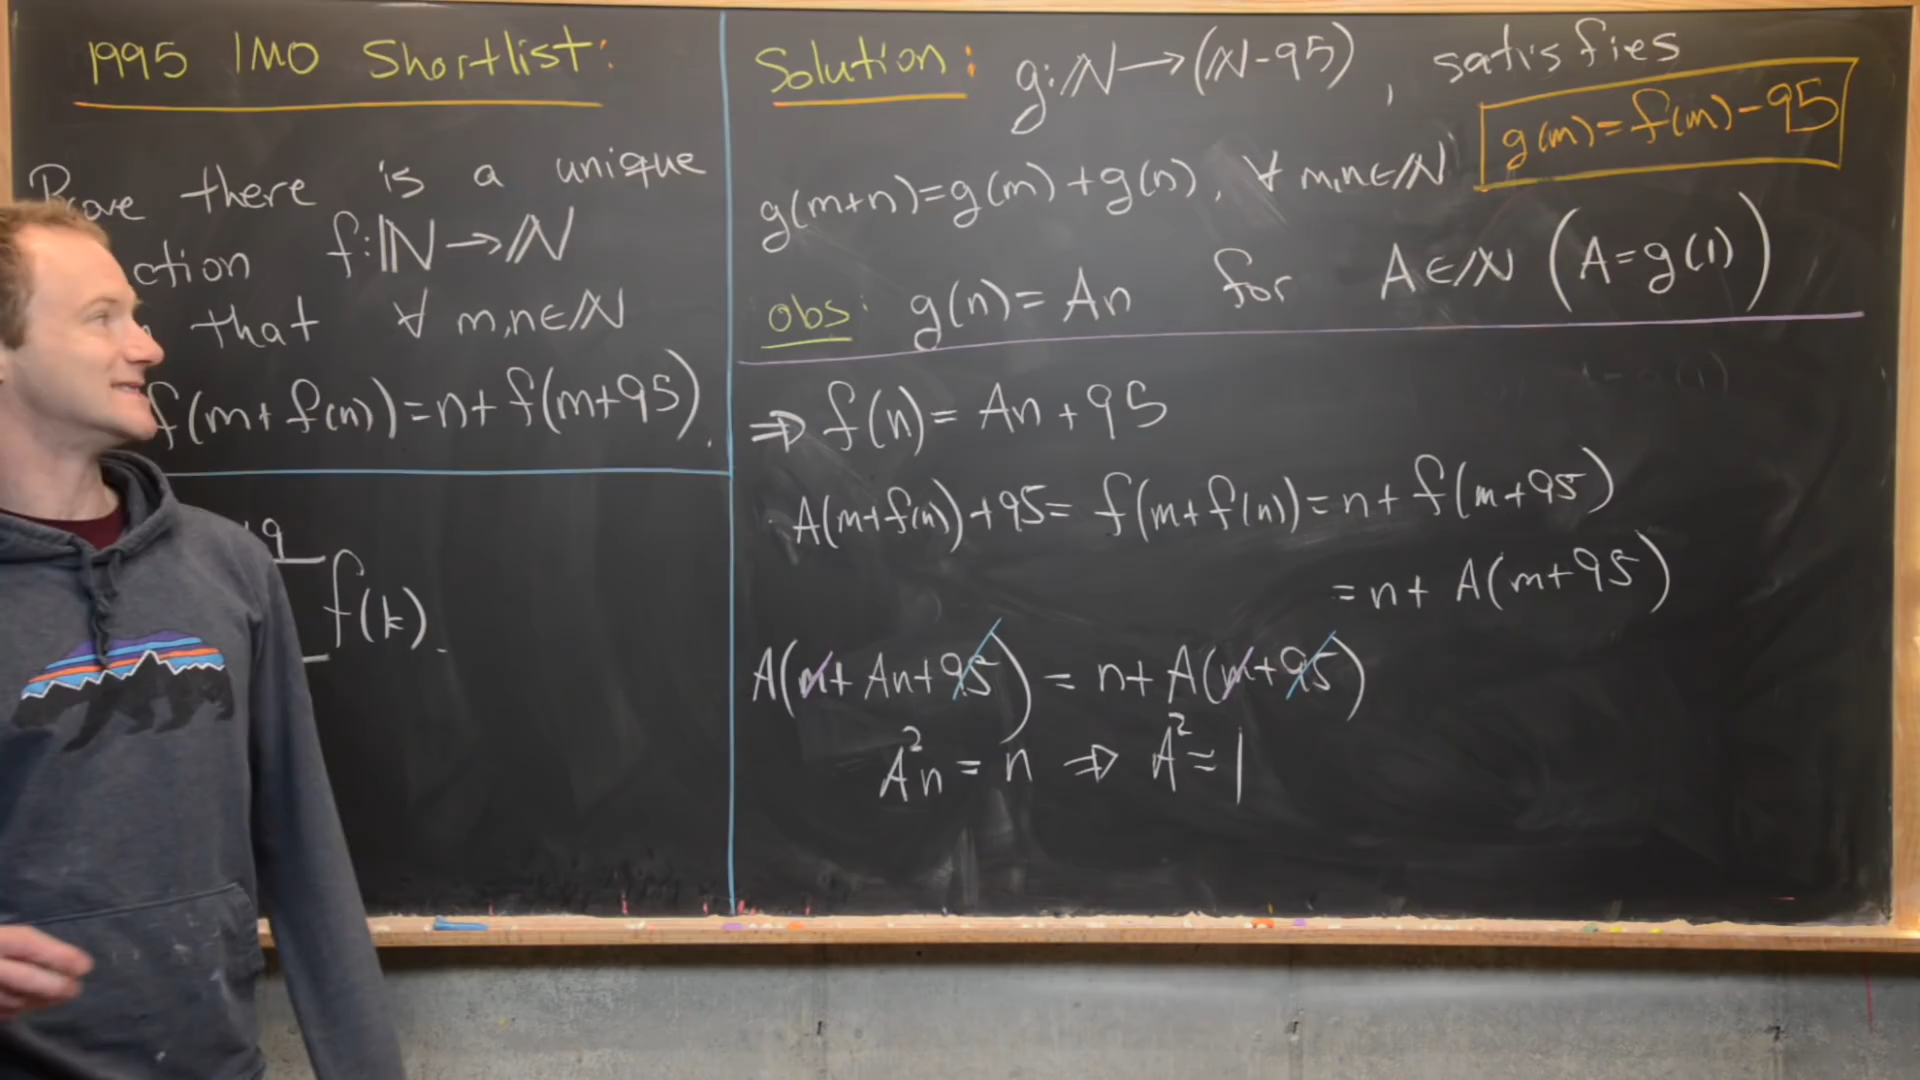 1995 IMO Shortlist:
Prove there is a unique
ction f:ℕ→ℕ
that ∀ m,n∈ℕ
f(m+f(n))=n+f(m+95).
19
f(k).
Solution: g:ℕ→(ℕ-95), satisfies
g(m)=f(m)-95
g(m+n)=g(m)+g(n), ∀ m,n∈ℕ
obs: g(n)=An for A∈ℕ (A=g(1))
⇒ f(n)=An+95
A(m+f(n))+95=f(m+f(n))=n+f(m+95)
=n+A(m+95)
A(m+An+95)=n+A(m+95)
A²n=n ⇒ A²=1